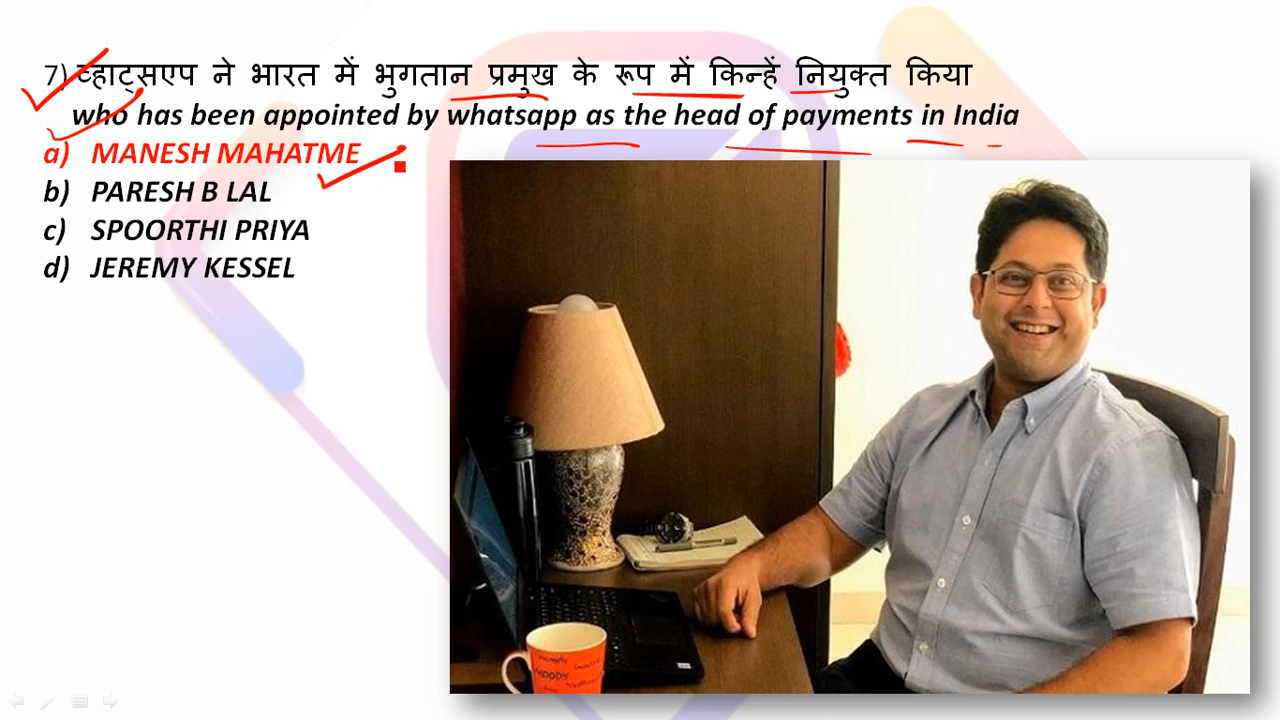 7) व्हाट्सएप ने भारत में भुगतान प्रमुख के रूप में किन्हें नियुक्त किया
who has been appointed by whatsapp as the head of payments in India
a) MANESH MAHATME
b) PARESH B LAL
c) SPOORTHI PRIYA
d) JEREMY KESSEL